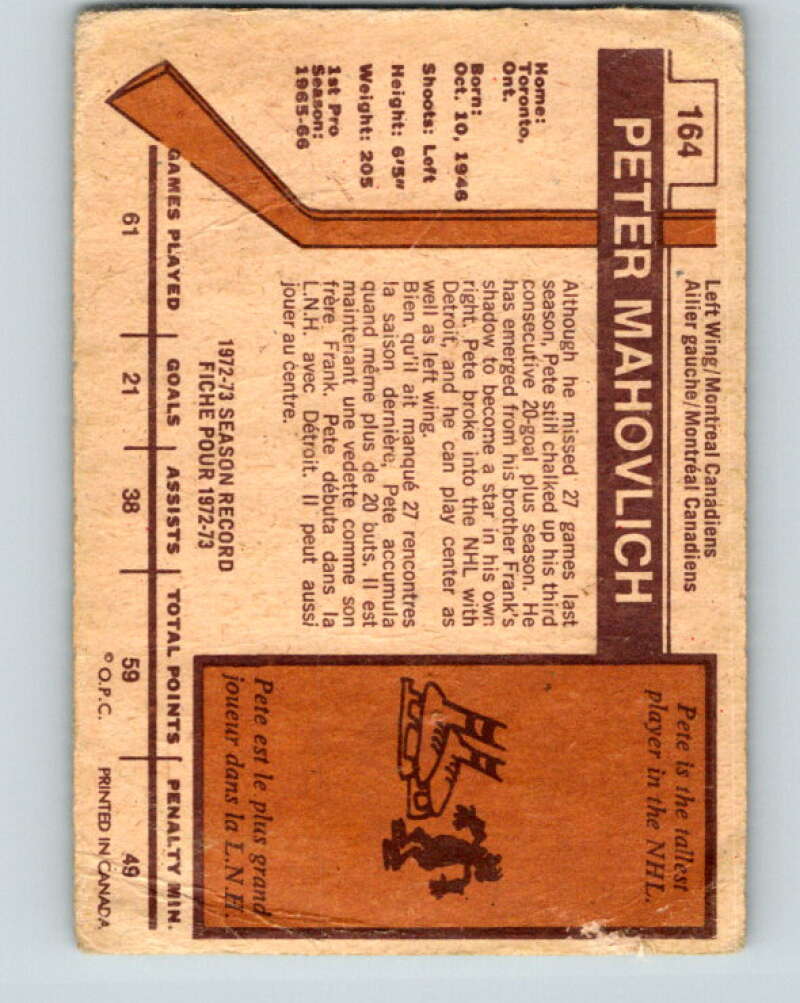 164
Left Wing/Montreal Canadiens
Ailier gauche/Montréal Canadiens
PETER MAHOVLICH
Home:
Toronto,
Ont.
Born:
Oct. 10, 1946
Shoots: Left
Height: 6'5"
Weight: 205
1st Pro
Season:
1965-66
Although he missed 27 games last
season, Pete still chalked up his third
consecutive 20-goal plus season. He
has emerged from his brother Frank's
shadow to become a star in his own
right. Pete broke into the NHL with
Detroit, and he can play center as
well as left wing.
Bien qu'il ait manqué 27 rencontres
la saison dernière, Pete accumula
quand même plus de 20 buts. Il est
maintenant une vedette comme son
frère Frank. Pete débuta dans la
L.N.H. avec Détroit. Il peut aussi
jouer au centre.
Pete is the tallest
player in the NHL.
Pete est le plus grand
joueur dans la L.N.H.
1972-73 SEASON RECORD
FICHE POUR 1972-73
GAMES PLAYED GOALS ASSISTS TOTAL POINTS PENALTY MIN.
61 21 38 59 49
© O.P.C. PRINTED IN CANADA